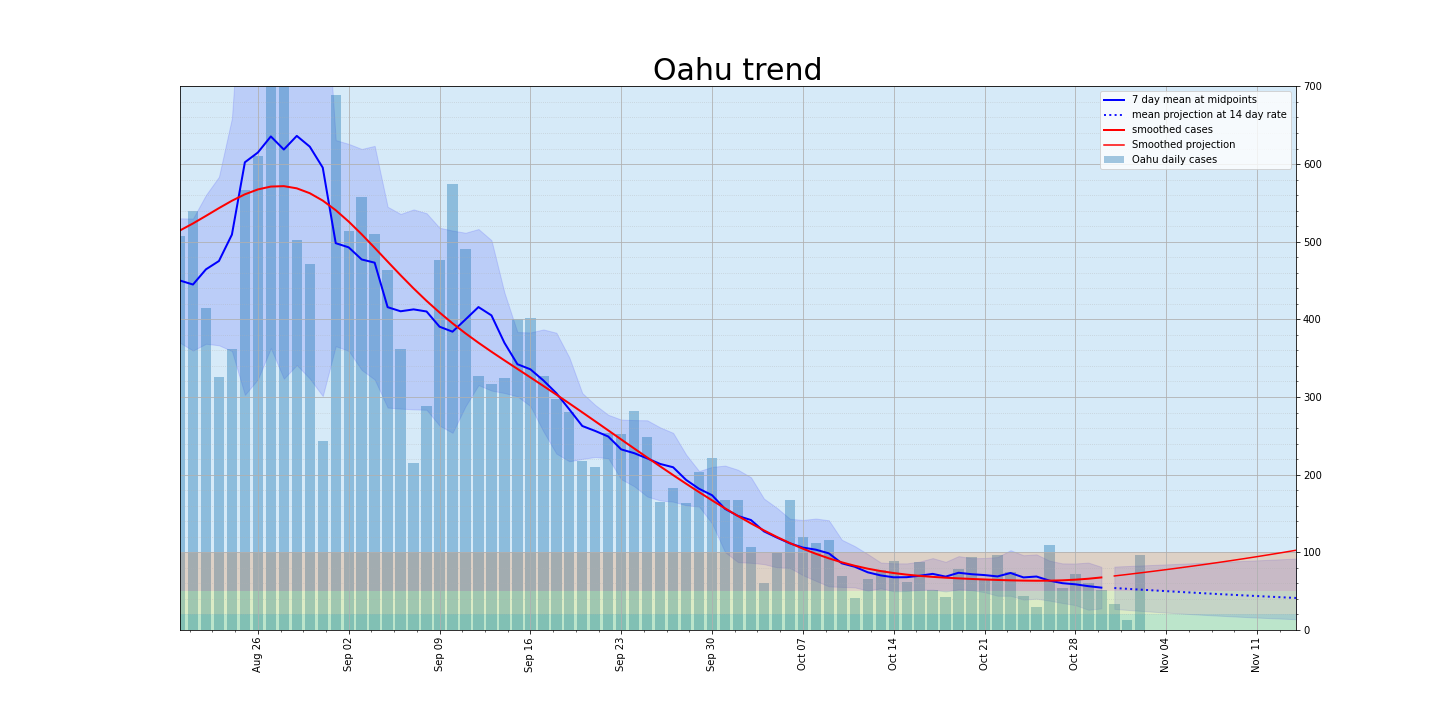 Oahu trend
7 day mean at midpoints
mean projection at 14 day rate
smoothed cases
Smoothed projection
Oahu daily cases
700
600
500
400
300
200
100
0
Aug 26
Sep 02
Sep 09
Sep 16
Sep 23
Sep 30
Oct 07
Oct 14
Oct 21
Oct 28
Nov 04
Nov 11